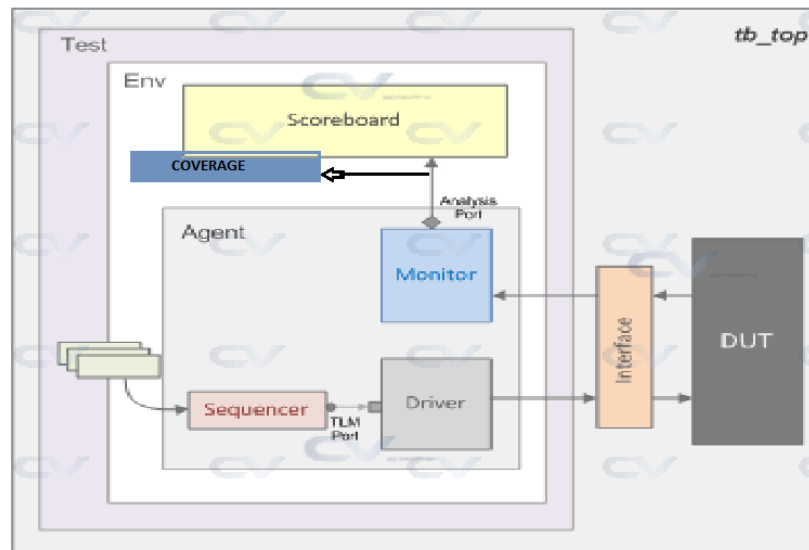 tb_top
Test
Env
Scoreboard
COVERAGE
Analysis
Port
Agent
Monitor
Interface
DUT
Sequencer
TLM
Port
Driver